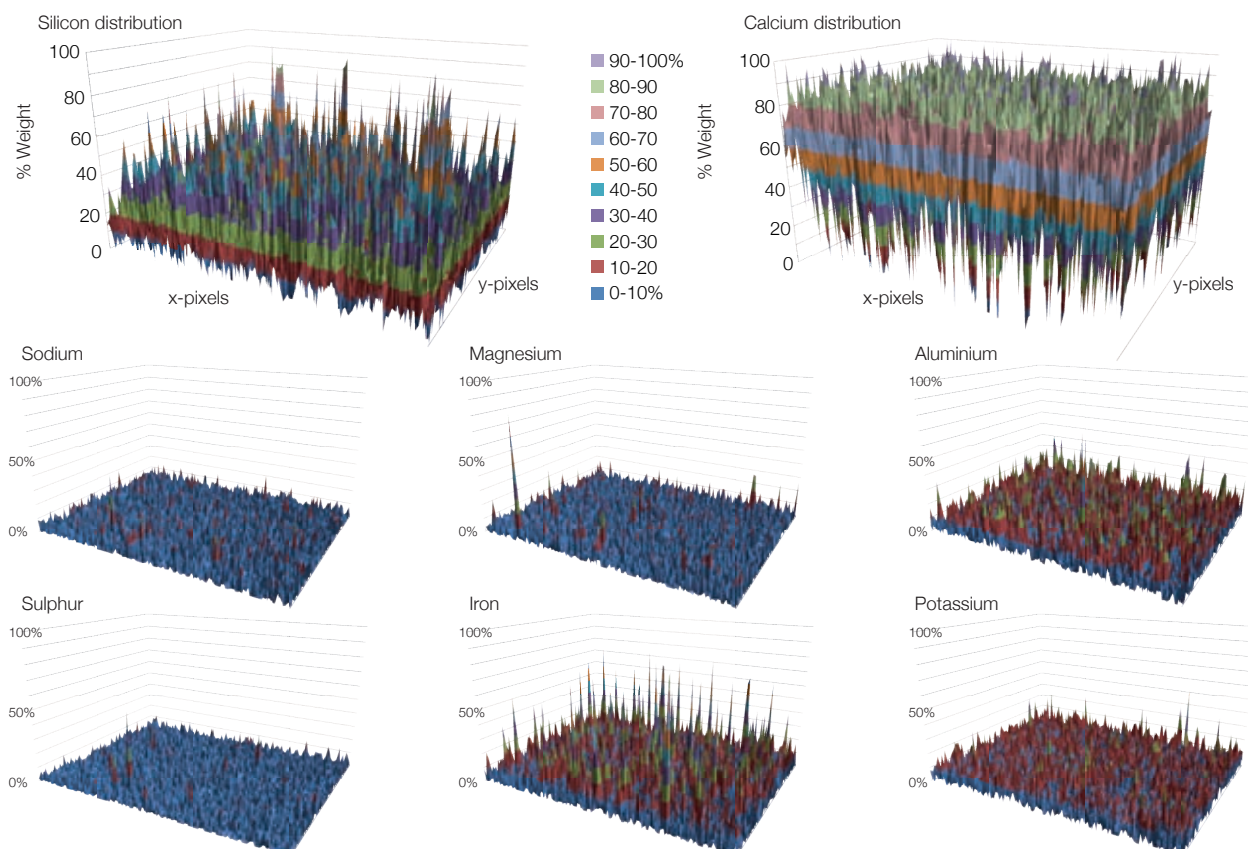 Silicon distribution
100
80
60
40
20
0
% Weight
x-pixels
y-pixels
90-100%
80-90
70-80
60-70
50-60
40-50
30-40
20-30
10-20
0-10%
Calcium distribution
100
80
60
40
20
0
% Weight
x-pixels
y-pixels
Sodium
100%
50%
0%
Magnesium
100%
50%
0%
Aluminium
100%
50%
0%
Sulphur
100%
50%
0%
Iron
100%
50%
0%
Potassium
100%
50%
0%